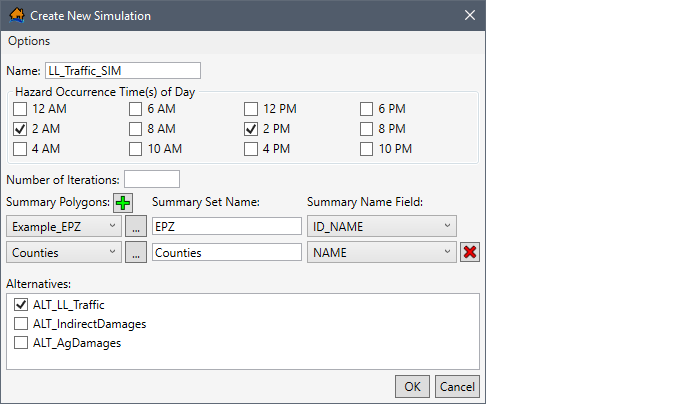 Create New Simulation
Options
Name: LL_Traffic_SIM
Hazard Occurrence Time(s) of Day
12 AM 6 AM 12 PM 6 PM
2 AM 8 AM 2 PM 8 PM
4 AM 10 AM 4 PM 10 PM
Number of Iterations:
Summary Polygons: Summary Set Name: Summary Name Field:
Example_EPZ ... EPZ ID_NAME
Counties ... Counties NAME
Alternatives:
ALT_LL_Traffic
ALT_IndirectDamages
ALT_AgDamages
OK Cancel